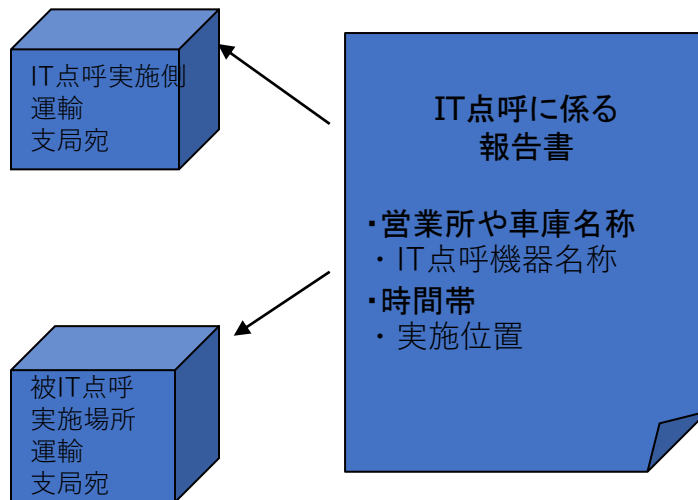 IT点呼実施側
運輸
支局宛
IT点呼に係る
報告書
・営業所や車庫名称
・IT点呼機器名称
・時間帯
・実施位置
被IT点呼
実施場所
運輸
支局宛